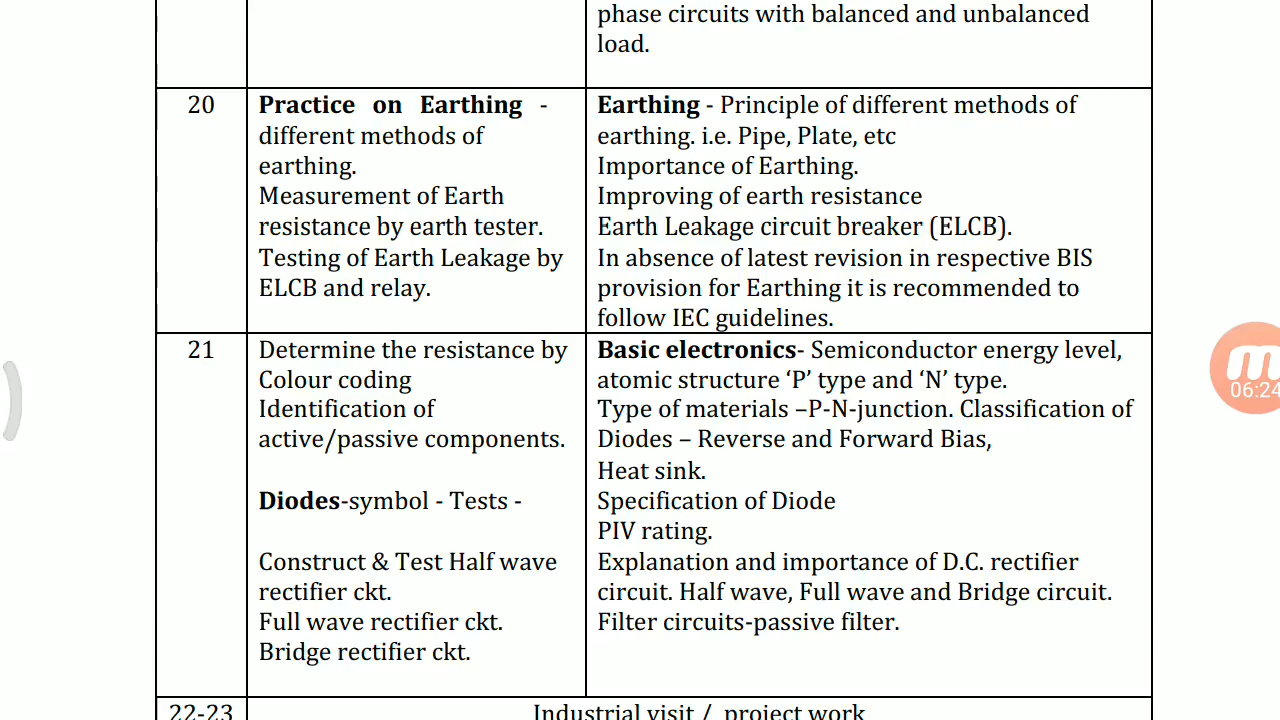 phase circuits with balanced and unbalanced
load.
20
Practice on Earthing -
different methods of
earthing.
Measurement of Earth
resistance by earth tester.
Testing of Earth Leakage by
ELCB and relay.
Earthing - Principle of different methods of
earthing. i.e. Pipe, Plate, etc
Importance of Earthing.
Improving of earth resistance
Earth Leakage circuit breaker (ELCB).
In absence of latest revision in respective BIS
provision for Earthing it is recommended to
follow IEC guidelines.
21
Determine the resistance by
Colour coding
Identification of
active/passive components.
Diodes-symbol - Tests -
Construct & Test Half wave
rectifier ckt.
Full wave rectifier ckt.
Bridge rectifier ckt.
Basic electronics- Semiconductor energy level,
atomic structure ‘P’ type and ‘N’ type.
Type of materials –P-N-junction. Classification of
Diodes – Reverse and Forward Bias,
Heat sink.
Specification of Diode
PIV rating.
Explanation and importance of D.C. rectifier
circuit. Half wave, Full wave and Bridge circuit.
Filter circuits-passive filter.
22-23
Industrial visit / project work
06:24